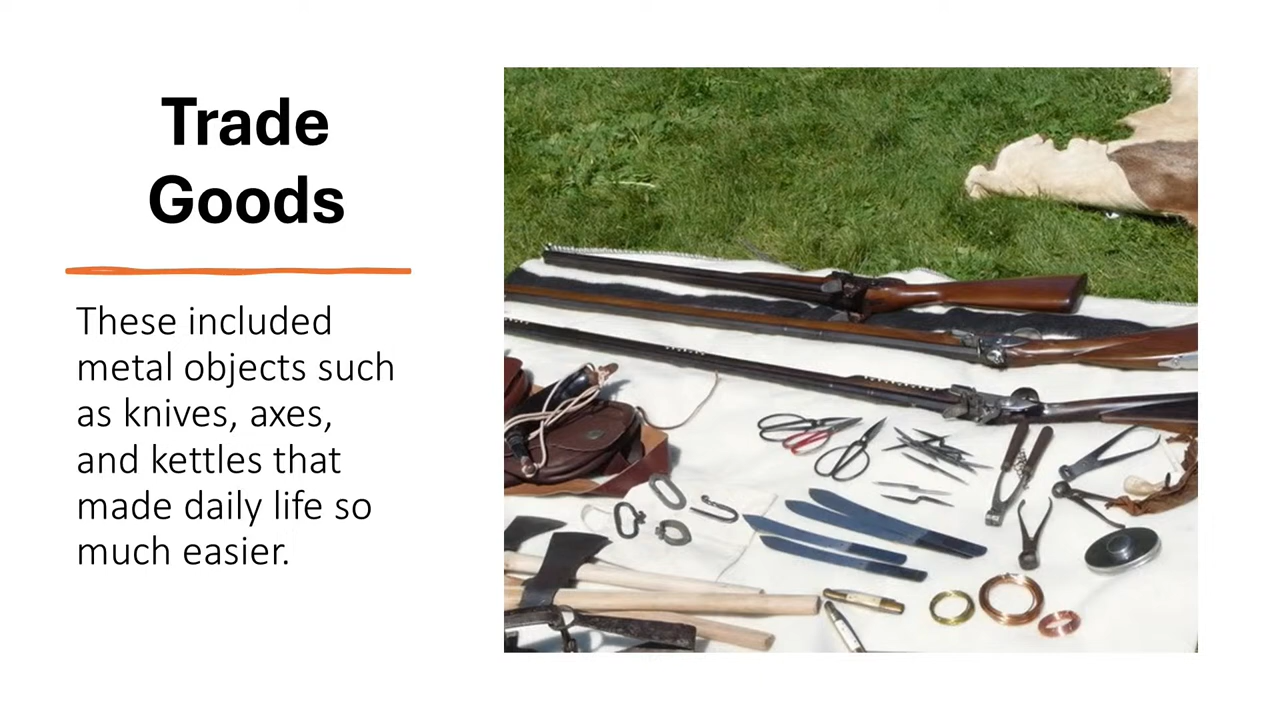 Trade
Goods
These included
metal objects such
as knives, axes,
and kettles that
made daily life so
much easier.